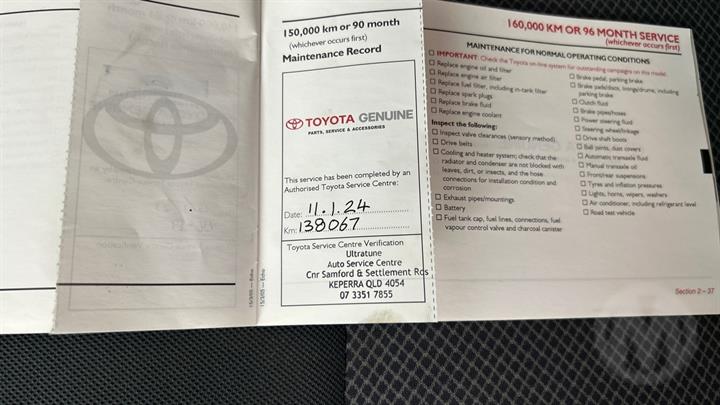 150,000 km or 90 month
(whichever occurs first)
Maintenance Record
TOYOTA GENUINE
PARTS, SERVICE & ACCESSORIES
This service has been completed by an
Authorised Toyota Service Centre:
Date: 11.1.24
Km: 138067
Toyota Service Centre Verification
Ultratune
Auto Service Centre
Cnr Samford & Settlement Rds
KEPERRA QLD 4054
07 3351 7855
160,000 KM OR 96 MONTH SERVICE
(whichever occurs first)
MAINTENANCE FOR NORMAL OPERATING CONDITIONS
IMPORTANT: Check the Toyota on-line system for outstanding campaigns on this model.
Replace engine oil and filter
Replace engine air filter
Replace fuel filter, including in-tank filter
Replace spark plugs
Replace brake fluid
Replace engine coolant
Inspect the following:
Inspect valve clearances (sensory method)
Drive belts
Cooling and heater system; check that the
radiator and condenser are not blocked with
leaves, dirt, or insects, and the hose
connections for installation condition and
corrosion
Exhaust pipes/mountings
Battery
Fuel tank cap, fuel lines, connections, fuel
vapour control valve and charcoal canister
Brake pedal, parking brake
Brake pads/discs, linings/drums, including
parking brake
Clutch fluid
Brake pipes/hoses
Power steering fluid
Steering wheel/linkage
Drive shaft boots
Ball joints, dust covers
Automatic transaxle fluid
Manual transaxle oil
Front/rear suspensions
Tyres and inflation pressures
Lights, horns, wipers, washers
Air conditioner, including refrigerant level
Road test vehicle
Section 2 – 37